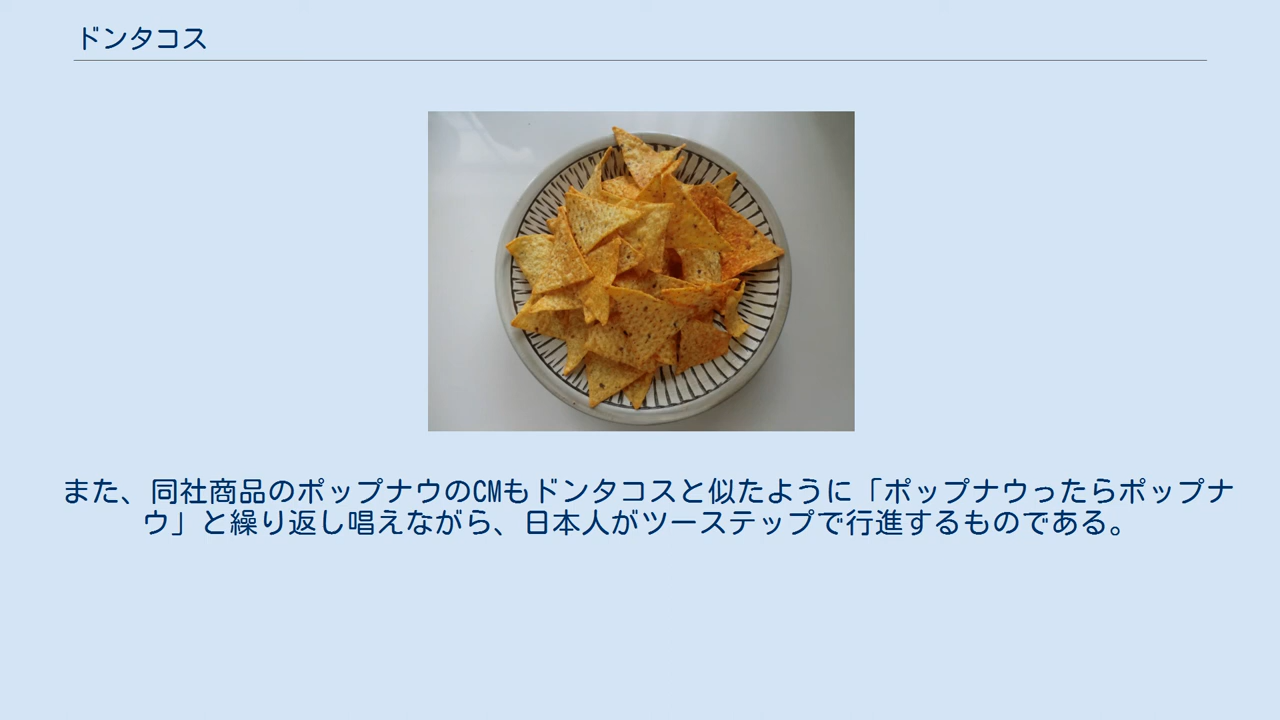 ドンタコス
また、同社商品のポップナウのCMもドンタコスと似たように「ポップナウったらポップナ
ウ」と繰り返し唱えながら、日本人がツーステップで行進するものである。